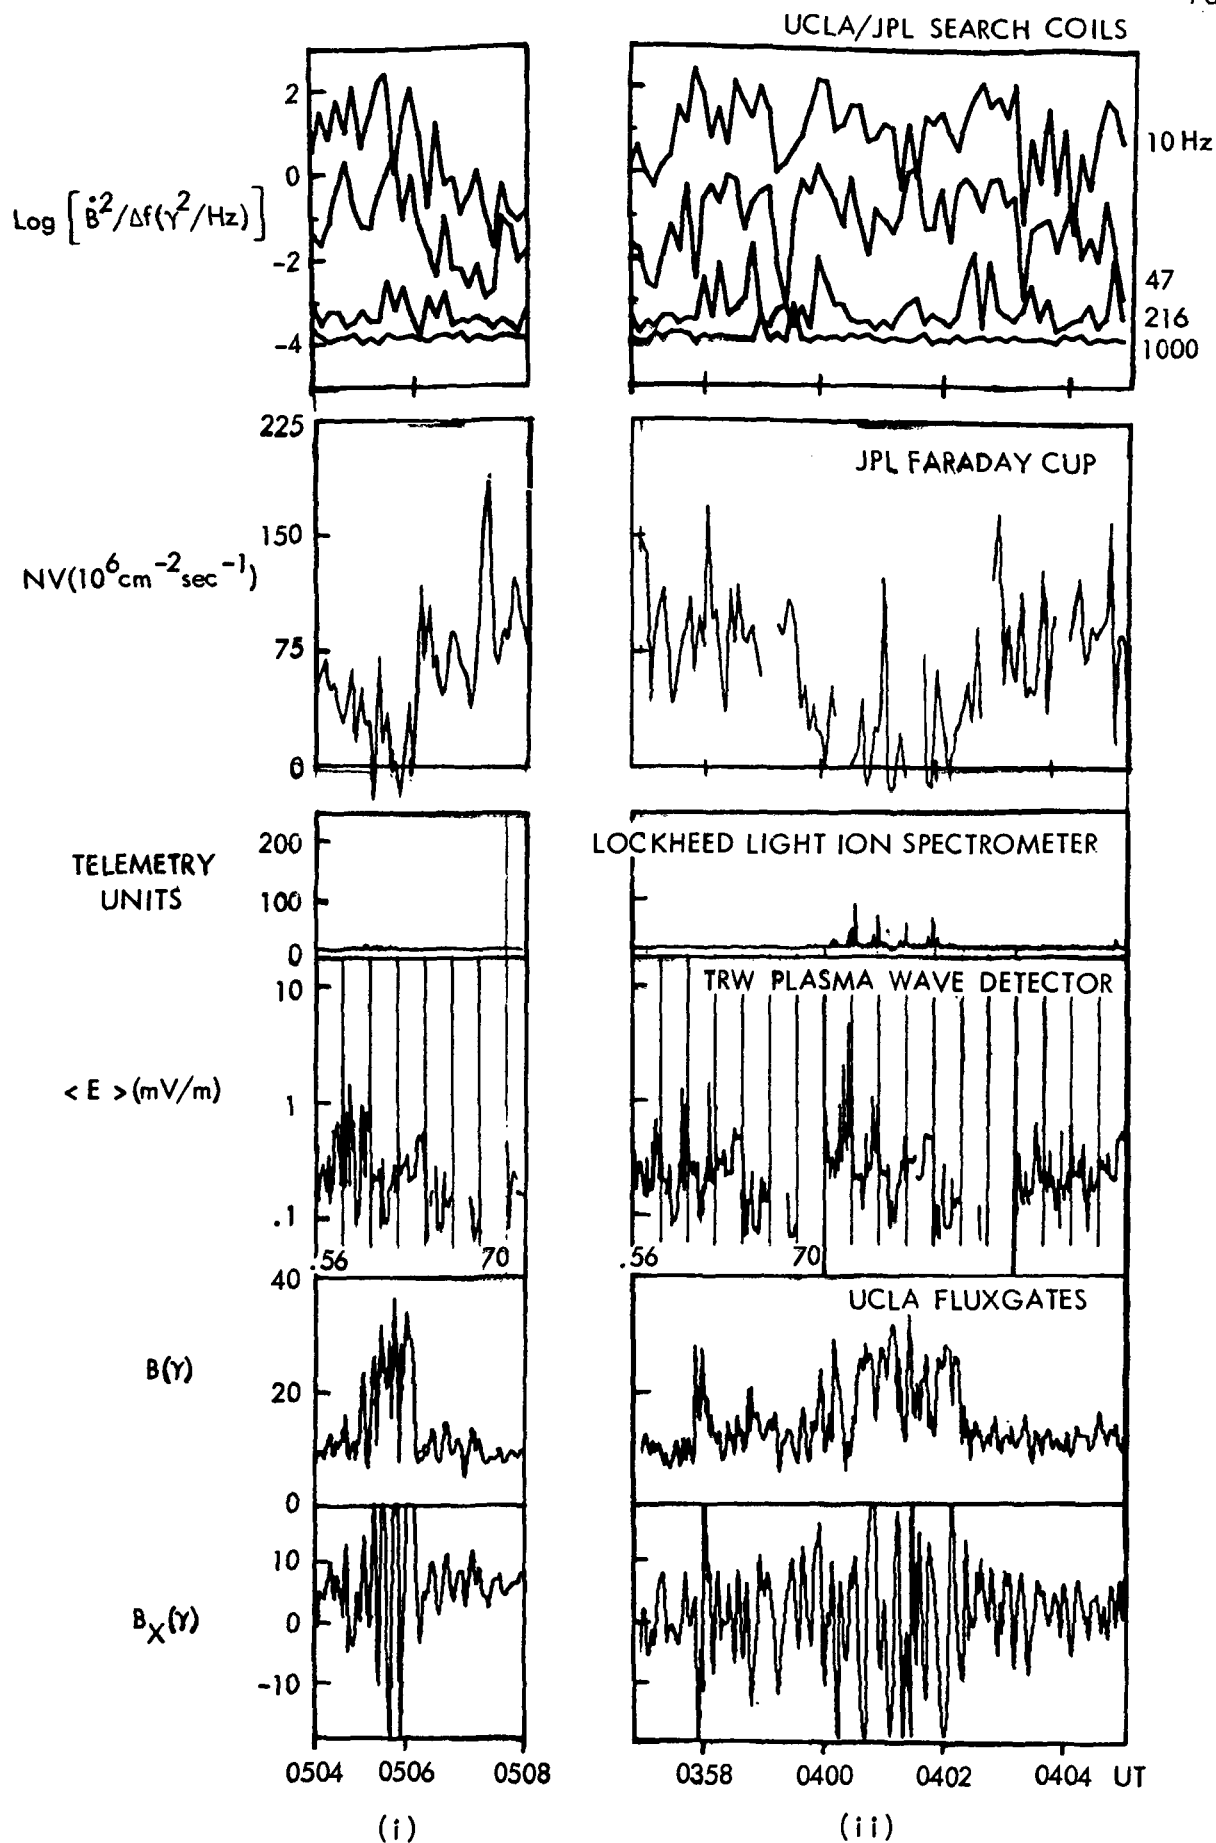 UCLA/JPL SEARCH COILS
2
0
-2
-4
Log [Ḃ²/Δf(γ²/Hz)]
10 Hz
47
216
1000
225
150
75
0
NV(10⁶cm⁻²sec⁻¹)
JPL FARADAY CUP
TELEMETRY
UNITS
200
100
0
LOCKHEED LIGHT ION SPECTROMETER
10
1
.1
< E >(mV/m)
TRW PLASMA WAVE DETECTOR
.56 70
.56 70
40
20
0
B(γ)
UCLA FLUXGATES
10
0
-10
Bₓ(γ)
0504 0506 0508
0358 0400 0402 0404 UT
(i)
(ii)